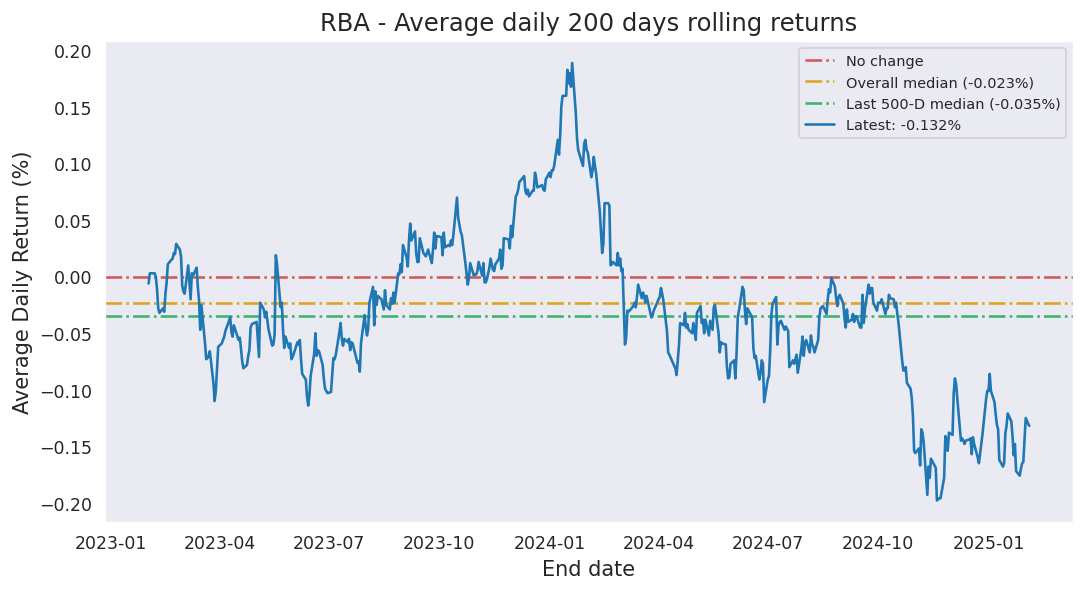 RBA - Average daily 200 days rolling returns
Average Daily Return (%)
0.20
0.15
0.10
0.05
0.00
−0.05
−0.10
−0.15
−0.20
No change
Overall median (-0.023%)
Last 500-D median (-0.035%)
Latest: -0.132%
2023-01
2023-04
2023-07
2023-10
2024-01
2024-04
2024-07
2024-10
2025-01
End date